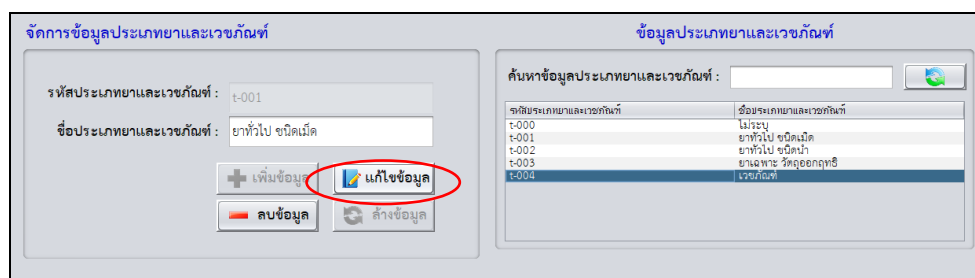 จัดการข้อมูลประเภทยาและเวชภัณฑ์
รหัสประเภทยาและเวชภัณฑ์ : t-001
ชื่อประเภทยาและเวชภัณฑ์ : ยาทั่วไป ชนิดเม็ด
เพิ่มข้อมูล แก้ไขข้อมูล
ลบข้อมูล ล้างข้อมูล
ข้อมูลประเภทยาและเวชภัณฑ์
ค้นหาข้อมูลประเภทยาและเวชภัณฑ์ :
รหัสประเภทยาและเวชภัณฑ์ ชื่อประเภทยาและเวชภัณฑ์
t-000 ไม่ระบุ
t-001 ยาทั่วไป ชนิดเม็ด
t-002 ยาทั่วไป ชนิดน้ำ
t-003 ยาเฉพาะ วัตถุออกฤทธิ์
t-004 เวชภัณฑ์